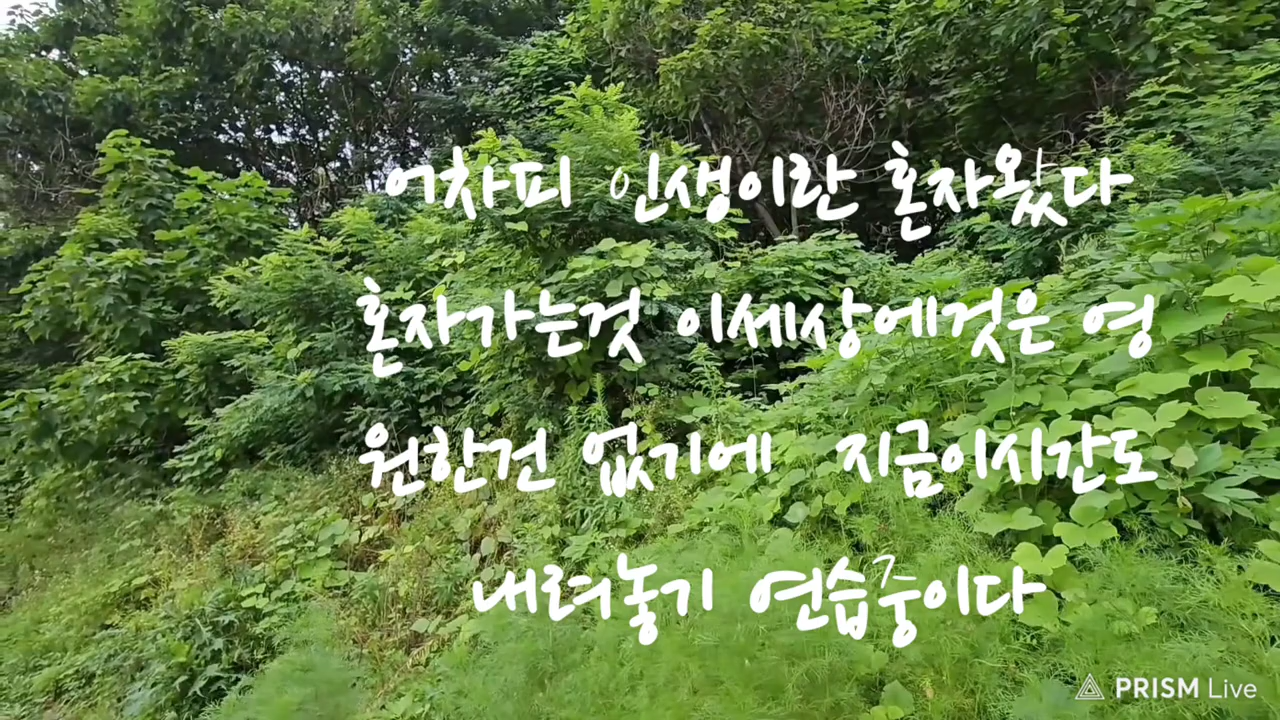 어차피 인생이란 혼자왔다
혼자가는것 이세상에것은 영
원한건 없기에 지금이시간도
내려놓기 연습중이다
PRISM Live